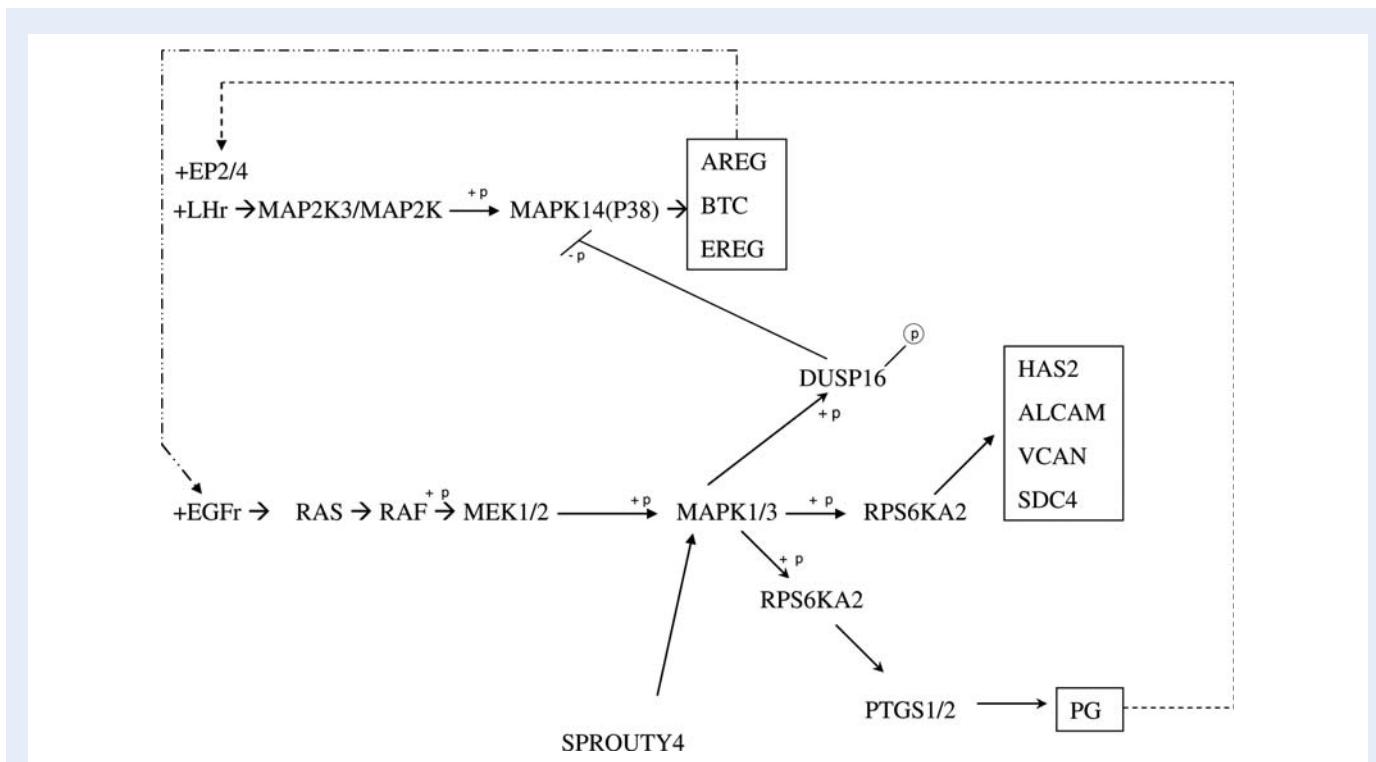 +EP2/4
+LHr →MAP2K3/MAP2K + p MAPK14(P38) →
AREG
BTC
EREG
- p
p
DUSP16
+ p
HAS2
ALCAM
VCAN
SDC4
+EGFr → RAS → RAF + p → MEK1/2 +p MAPK1/3 + p RPS6KA2
+ p
RPS6KA2
PTGS1/2
PG
SPROUTY4